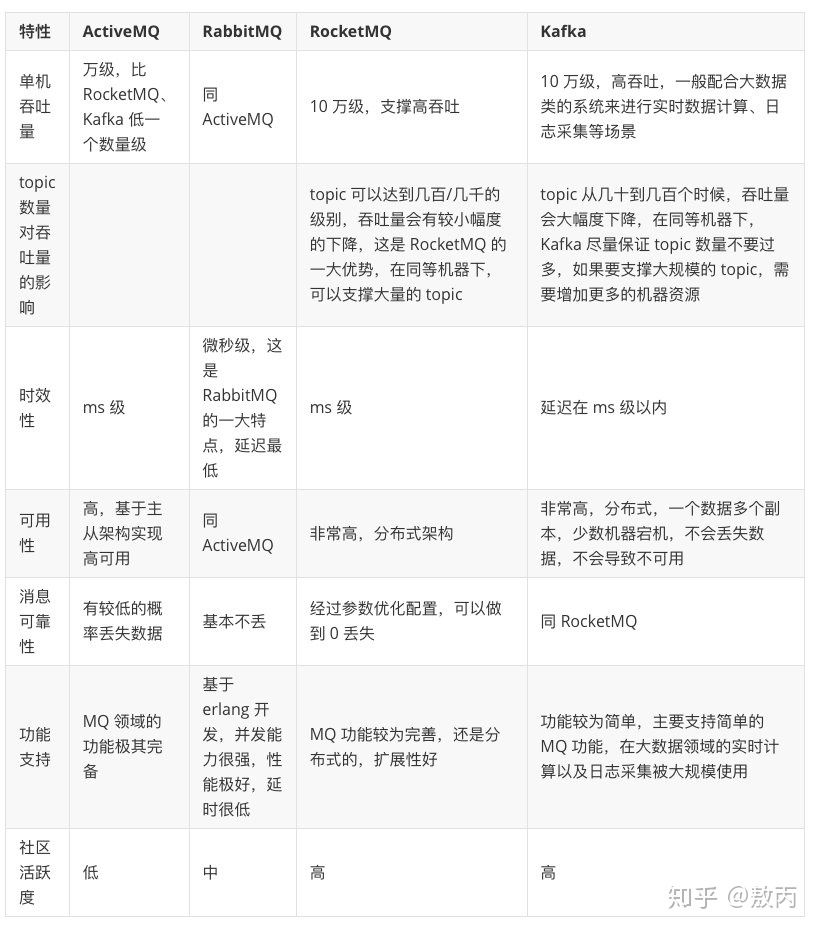 特性 ActiveMQ RabbitMQ RocketMQ Kafka
单机
吞吐
量
万级，比
RocketMQ、
Kafka 低一
个数量级
同
ActiveMQ
10 万级，支撑高吞吐
10 万级，高吞吐，一般配合大数据
类的系统来进行实时数据计算、日
志采集等场景
topic
数量
对吞
吐量
的影
响
topic 可以达到几百/几千的
级别，吞吐量会有较小幅度
的下降，这是 RocketMQ 的
一大优势，在同等机器下，
可以支撑大量的 topic
topic 从几十到几百个时候，吞吐量
会大幅度下降，在同等机器下，
Kafka 尽量保证 topic 数量不要过
多，如果要支撑大规模的 topic，需
要增加更多的机器资源
时效
性
ms 级
微秒级，这
是
RabbitMQ
的一大特
点，延迟最
低
ms 级
延迟在 ms 级以内
可用
性
高，基于主
从架构实现
高可用
同
ActiveMQ
非常高，分布式架构
非常高，分布式，一个数据多个副
本，少数机器宕机，不会丢失数
据，不会导致不可用
消息
可靠
性
有较低的概
率丢失数据
基本不丢
经过参数优化配置，可以做
到 0 丢失
同 RocketMQ
功能
支持
MQ 领域的
功能极其完
备
基于
erlang 开
发，并发能
力很强，性
能极好，延
时很低
MQ 功能较为完善，还是分
布式的，扩展性好
功能较为简单，主要支持简单的
MQ 功能，在大数据领域的实时计
算以及日志采集被大规模使用
社区
活跃
度
低
中
高
高
知乎 @敖丙